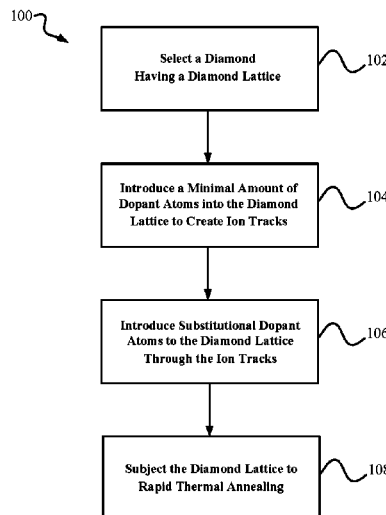 100
Select a Diamond
Having a Diamond Lattice
102
Introduce a Minimal Amount of
Dopant Atoms into the Diamond
Lattice to Create Ion Tracks
104
Introduce Substitutional Dopant
Atoms to the Diamond Lattice
Through the Ion Tracks
106
Subject the Diamond Lattice to
Rapid Thermal Annealing
108